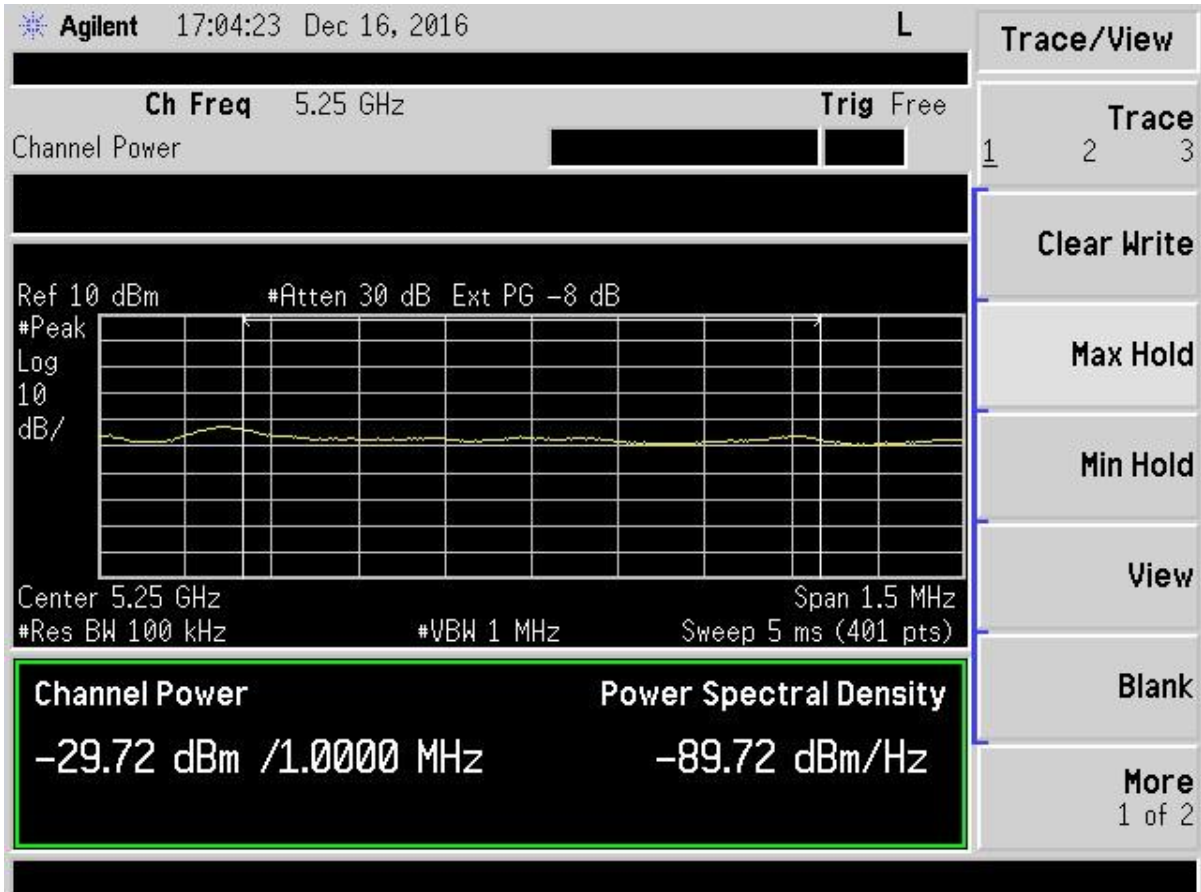 Agilent 17:04:23 Dec 16, 2016 L
Trace/View
Ch Freq 5.25 GHz Trig Free
Channel Power
Trace
1 2 3
Clear Write
Max Hold
Min Hold
View
Blank
More
1 of 2
Ref 10 dBm #Atten 30 dB Ext PG -8 dB
#Peak
Log
10
dB/
Center 5.25 GHz Span 1.5 MHz
#Res BW 100 kHz #VBW 1 MHz Sweep 5 ms (401 pts)
Channel Power Power Spectral Density
-29.72 dBm /1.0000 MHz -89.72 dBm/Hz